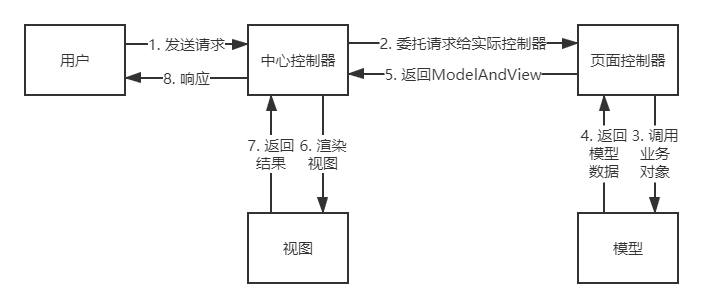 用户
1. 发送请求
8. 响应
中心控制器
2. 委托请求给实际控制器
5. 返回ModelAndView
页面控制器
7. 返回
结果
6. 渲染
视图
4. 返回
模型
数据
3. 调用
业务
对象
视图
模型